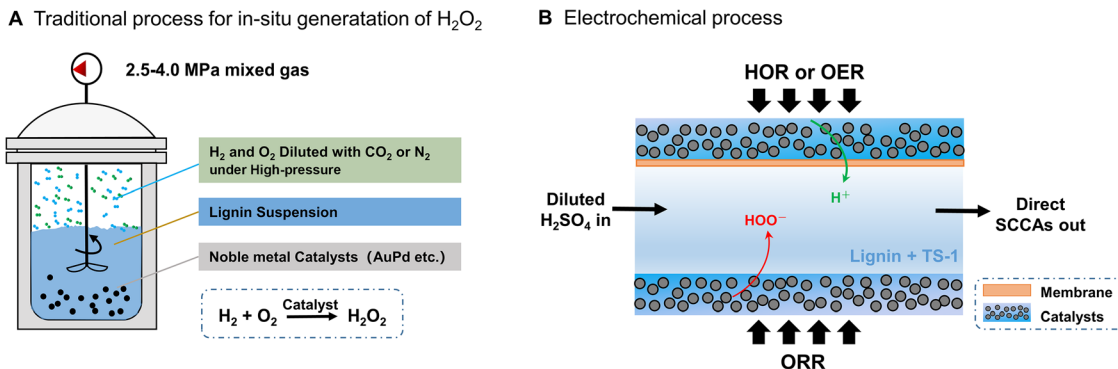 A Traditional process for in-situ generatation of H₂O₂
2.5-4.0 MPa mixed gas
H₂ and O₂ Diluted with CO₂ or N₂
under High-pressure
Lignin Suspension
Noble metal Catalysts（AuPd etc.）
Catalyst
H₂ + O₂ → H₂O₂
B Electrochemical process
HOR or OER
H⁺
Diluted
H₂SO₄ in
HOO⁻
Direct
SCCAs out
Lignin + TS-1
Membrane
Catalysts
ORR